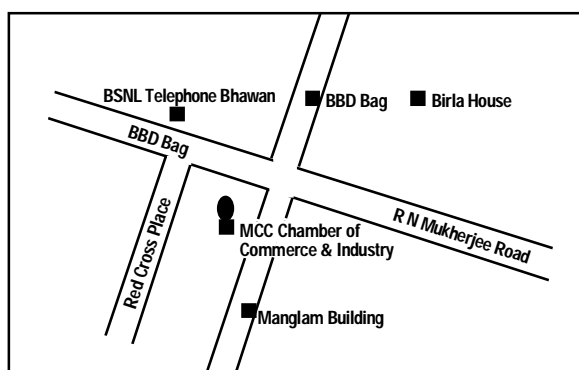 BSNL Telephone Bhawan
BBD Bag
Birla House
BBD Bag
Red Cross Place
MCC Chamber of
Commerce & Industry
R N Mukherjee Road
Manglam Building